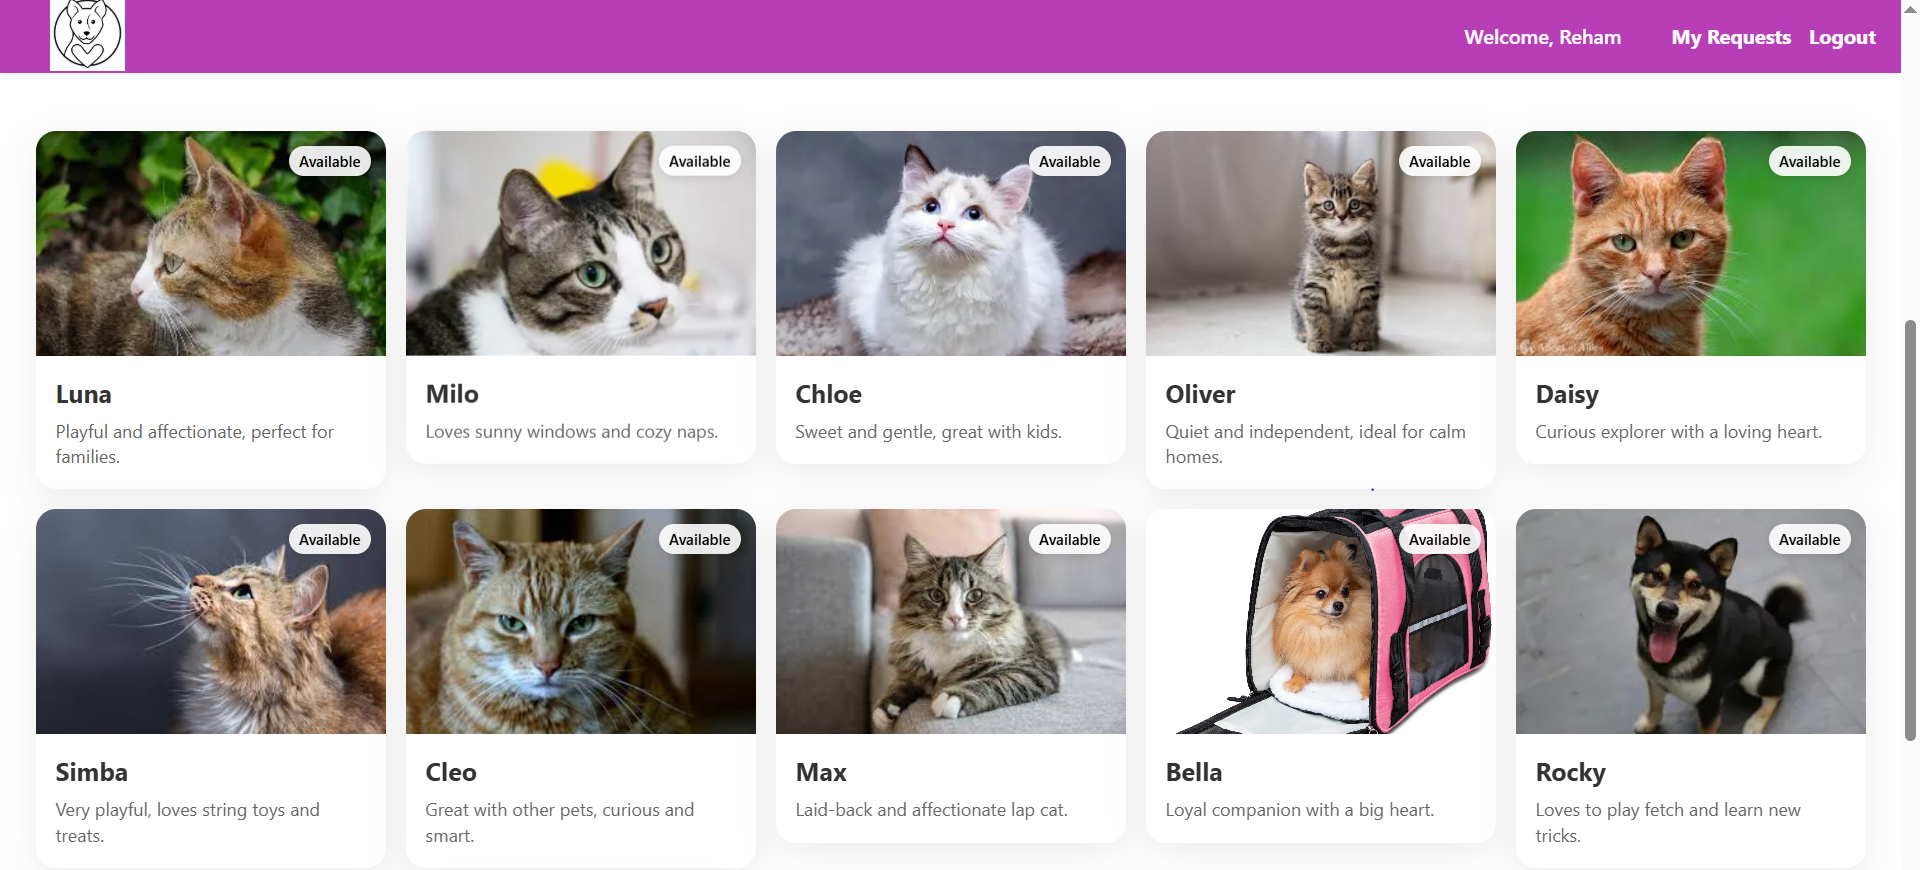 Welcome, Reham
My Requests
Logout
Available
Available
Available
Available
Available
Luna
Playful and affectionate, perfect for
families.
Milo
Loves sunny windows and cozy naps.
Chloe
Sweet and gentle, great with kids.
Oliver
Quiet and independent, ideal for calm
homes.
Daisy
Curious explorer with a loving heart.
Available
Available
Available
Available
Available
Simba
Very playful, loves string toys and
treats.
Cleo
Great with other pets, curious and
smart.
Max
Laid-back and affectionate lap cat.
Bella
Loyal companion with a big heart.
Rocky
Loves to play fetch and learn new
tricks.